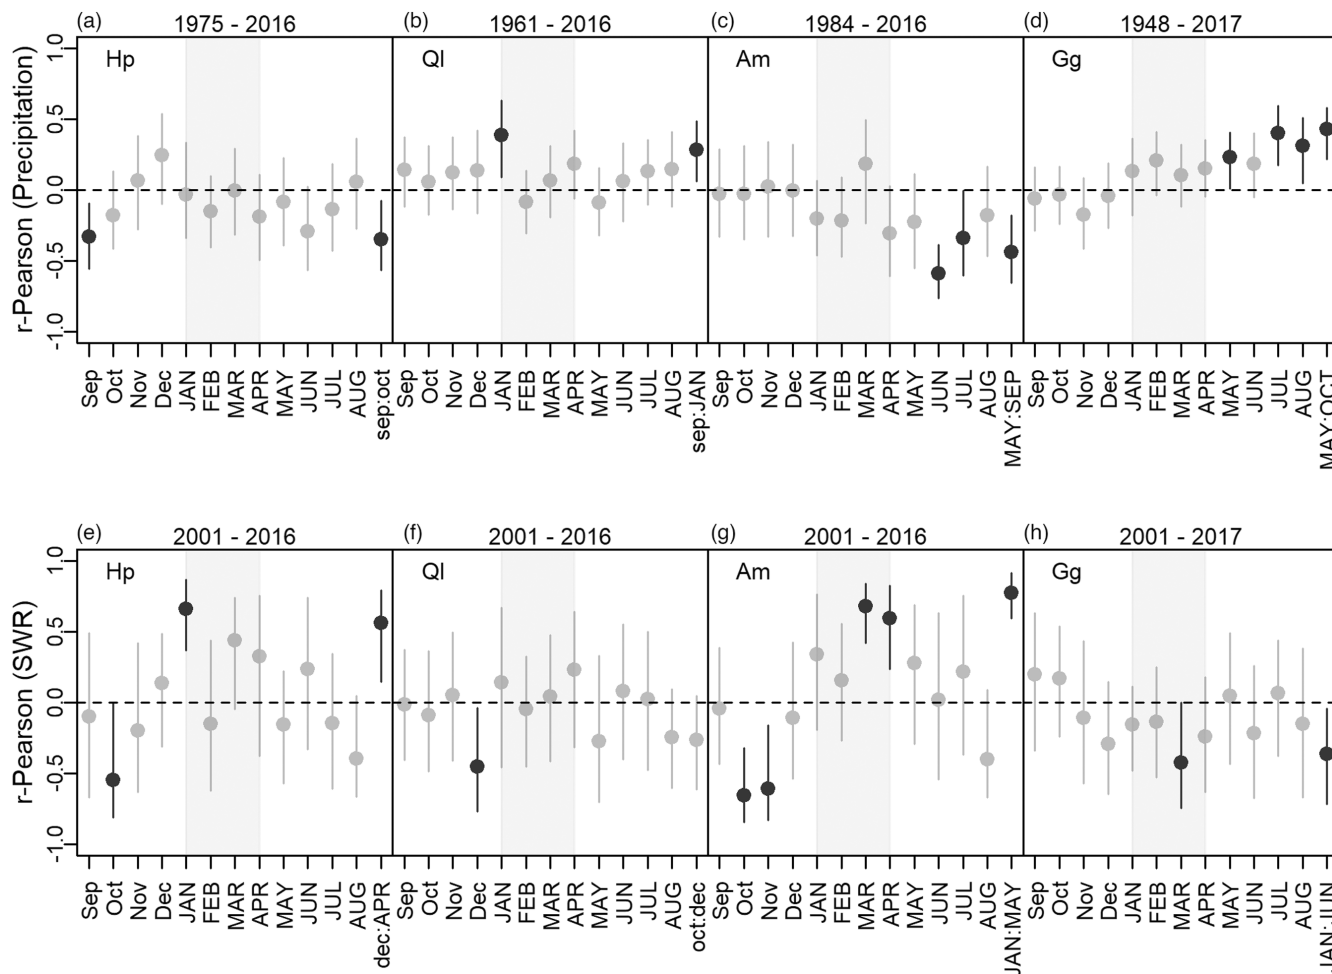 (a) 1975 - 2016 (b) 1961 - 2016 (c) 1984 - 2016 (d) 1948 - 2017
Hp Ql Am Gg
r-Pearson (Precipitation)
1.0
0.5
0.0
-0.5
-1.0
Sep Oct Nov Dec JAN FEB MAR APR MAY JUN JUL AUG sep:oct
Sep Oct Nov Dec JAN FEB MAR APR MAY JUN JUL AUG sep:JAN
Sep Oct Nov Dec JAN FEB MAR APR MAY JUN JUL AUG MAY:SEP
Sep Oct Nov Dec JAN FEB MAR APR MAY JUN JUL AUG MAY:OCT
(e) 2001 - 2016 (f) 2001 - 2016 (g) 2001 - 2016 (h) 2001 - 2017
Hp Ql Am Gg
r-Pearson (SWR)
1.0
0.5
0.0
-0.5
-1.0
Sep Oct Nov Dec JAN FEB MAR APR MAY JUN JUL AUG dec:APR
Sep Oct Nov Dec JAN FEB MAR APR MAY JUN JUL AUG oct:dec
Sep Oct Nov Dec JAN FEB MAR APR MAY JUN JUL AUG JAN:MAY
Sep Oct Nov Dec JAN FEB MAR APR MAY JUN JUL AUG JAN:JUN